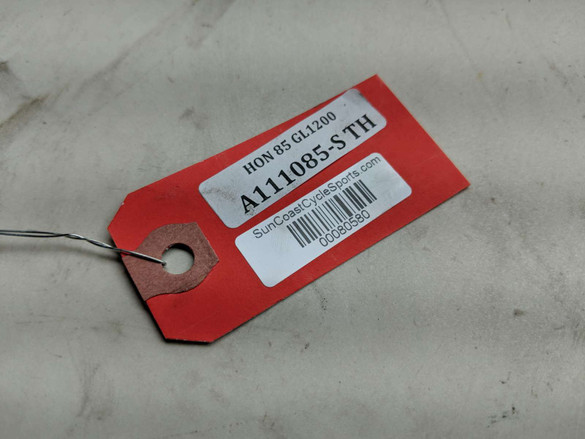 HON 85 GL1200
A111085-S TH
SunCoastCycleSports.com
00080580